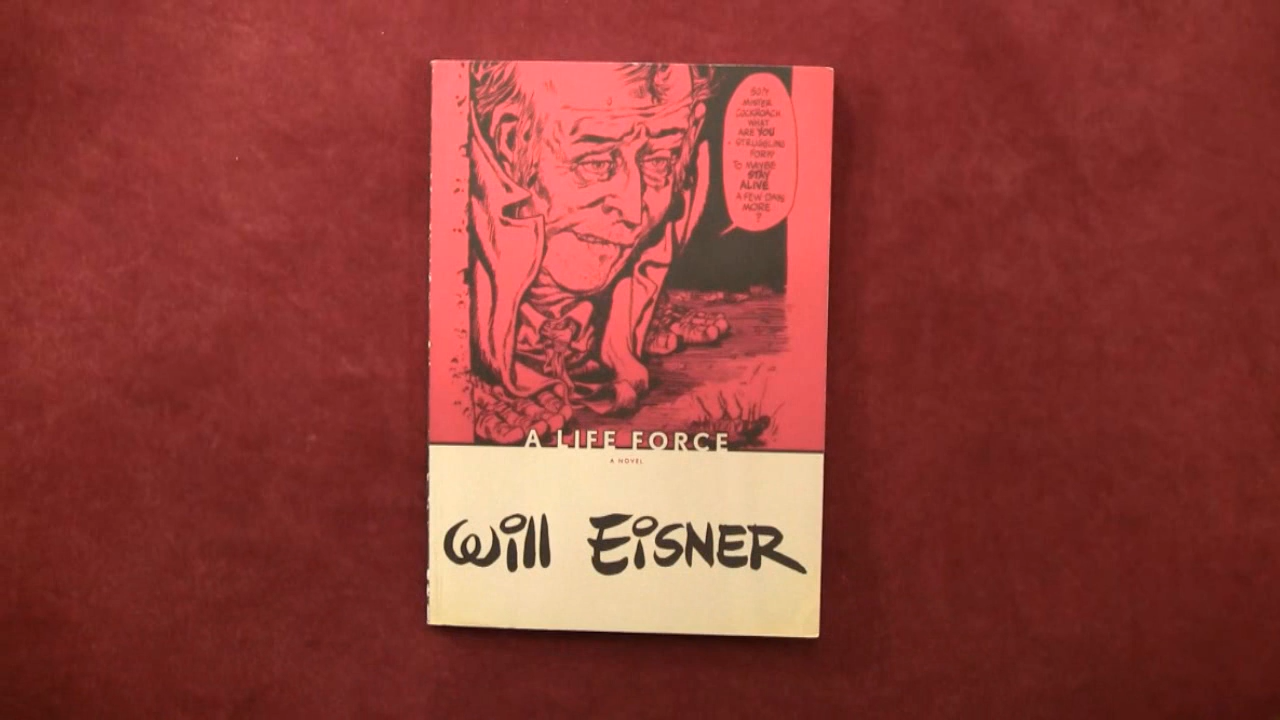 SO?!
MISTER
COCKROACH
WHAT
ARE YOU
STRUGGLING
FOR?!!
TO MAYBE
STAY
ALIVE
A FEW DAYS
MORE
?
A LIFE FORCE
A NOVEL
Will EiSNER